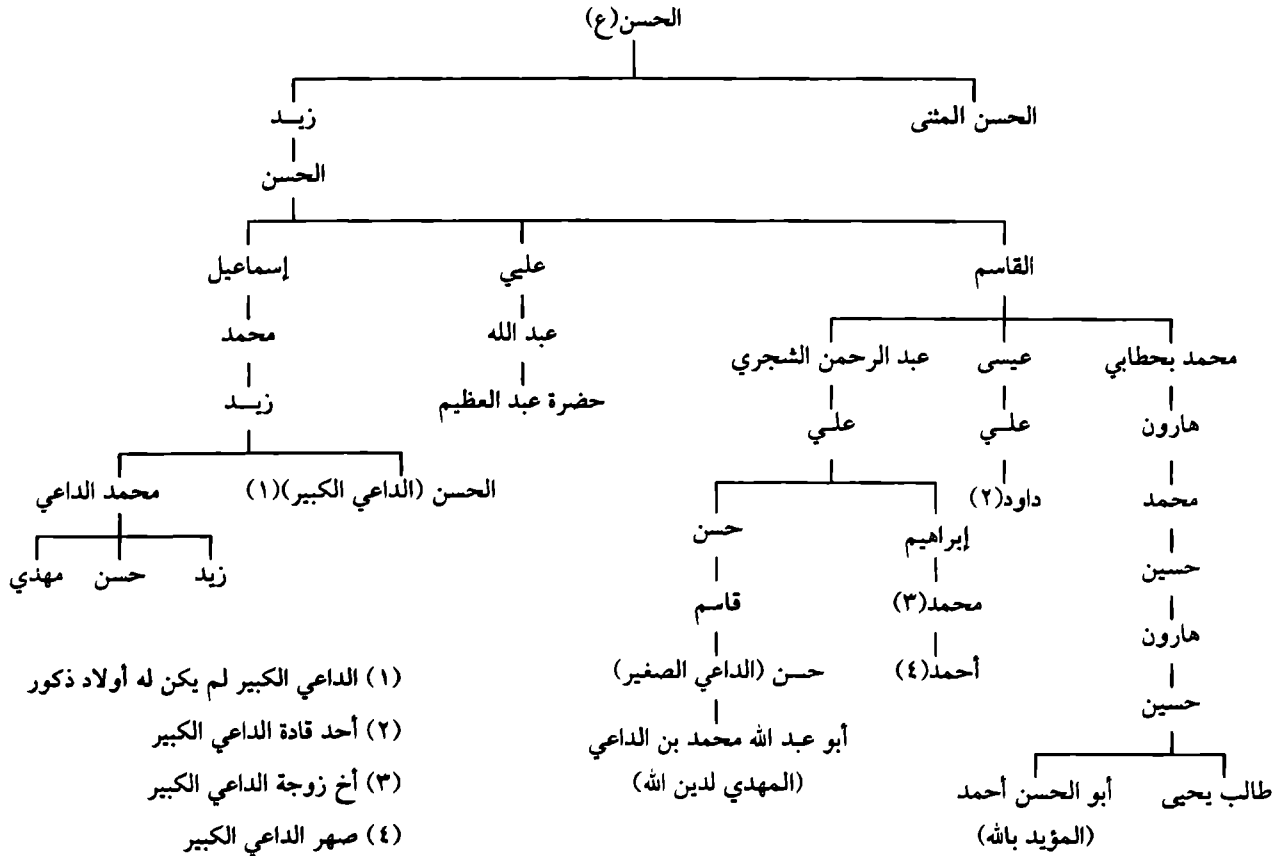 الحسن(ع)
الحسن المثنى زيــد
الحسن
القاسم علي إسماعيل
محمد بحطابي عيسى عبد الرحمن الشجري عبد الله محمد
هارون علــي علــي حضرة عبد العظيم زيــد
محمد داود(٢) الحسن (الداعي الكبير)(١) محمد الداعي
إبراهيم حسن
حسين زيد حسن مهذي
محمد(٣) قاسم
هارون
أحمد(٤) حسن (الداعي الصغير)
حسين أبو عبد الله محمد بن الداعي
(المهدي لدين الله)
طالب يحيى أبو الحسن أحمد
(المؤيد بالله)
(١) الداعي الكبير لم يكن له أولاد ذكور
(٢) أحد قادة الداعي الكبير
(٣) أخ زوجة الداعي الكبير
(٤) صهر الداعي الكبير